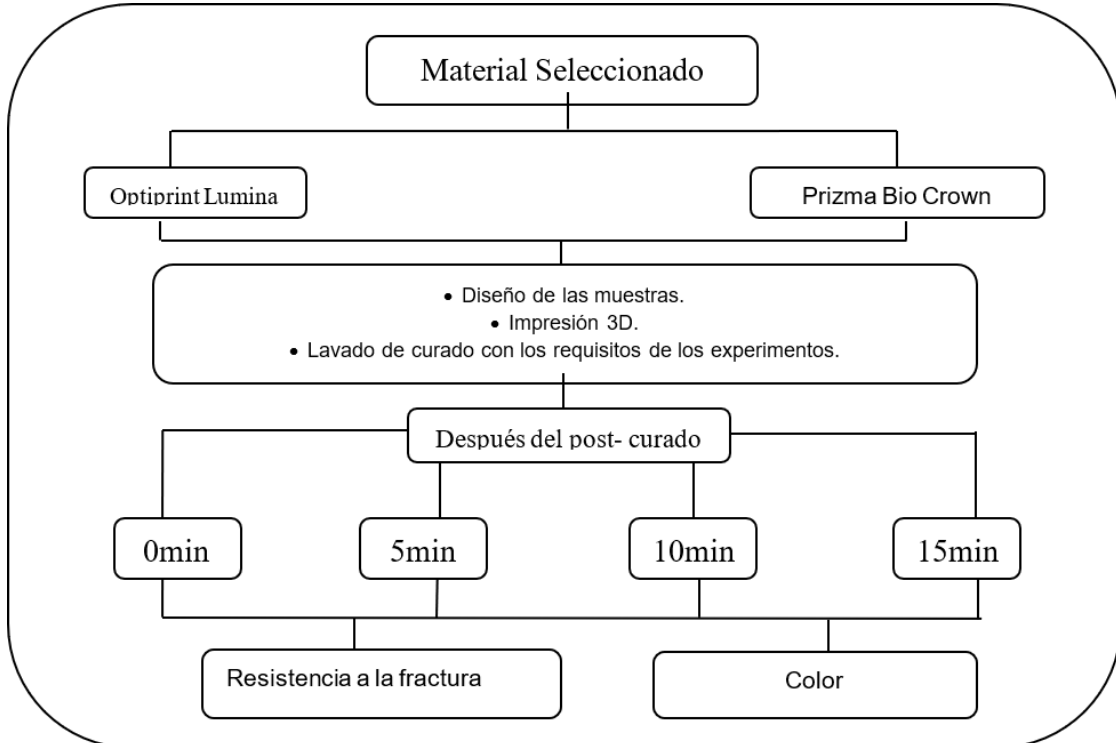 Material Seleccionado
Optiprint Lumina
Prizma Bio Crown
• Diseño de las muestras.
• Impresión 3D.
• Lavado de curado con los requisitos de los experimentos.
Después del post- curado
0min
5min
10min
15min
Resistencia a la fractura
Color